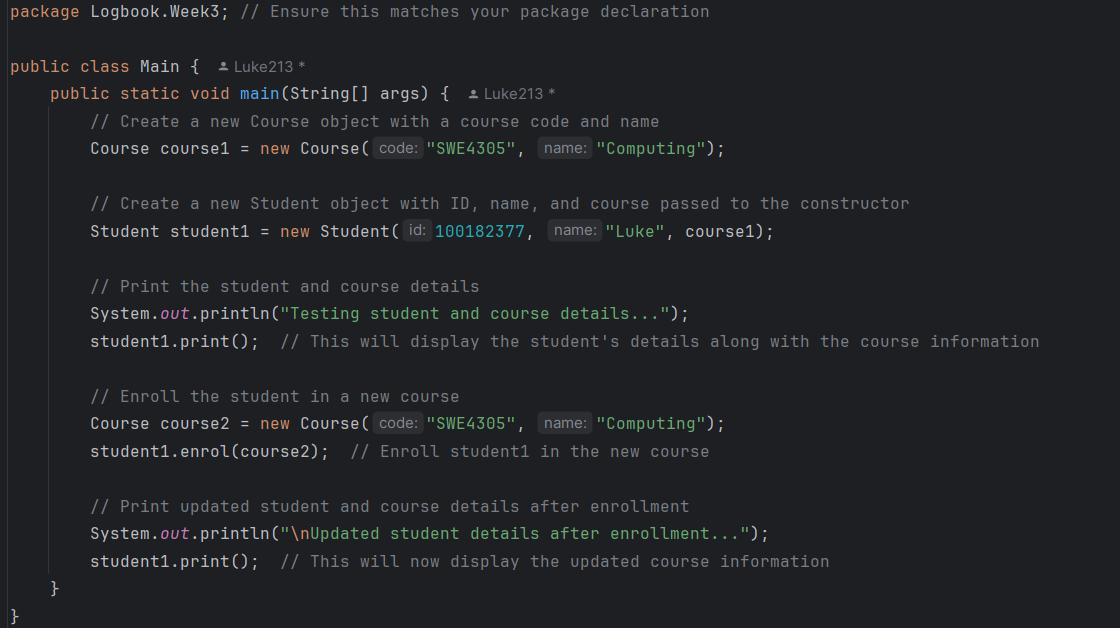 package Logbook.Week3; // Ensure this matches your package declaration
public class Main { Luke213 *
public static void main(String[] args) { Luke213 *
// Create a new Course object with a course code and name
Course course1 = new Course( code: "SWE4305", name: "Computing");
// Create a new Student object with ID, name, and course passed to the constructor
Student student1 = new Student( id: 100182377, name: "Luke", course1);
// Print the student and course details
System.out.println("Testing student and course details...");
student1.print(); // This will display the student's details along with the course information
// Enroll the student in a new course
Course course2 = new Course( code: "SWE4305", name: "Computing");
student1.enrol(course2); // Enroll student1 in the new course
// Print updated student and course details after enrollment
System.out.println("\nUpdated student details after enrollment...");
student1.print(); // This will now display the updated course information
}
}